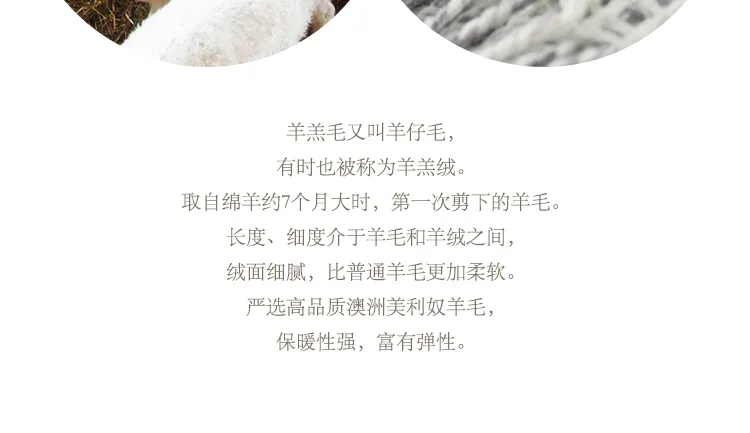 羊羔毛又叫羊仔毛，
有时也被称为羊羔绒。
取自绵羊约7个月大时，第一次剪下的羊毛。
长度、细度介于羊毛和羊绒之间，
绒面细腻，比普通羊毛更加柔软。
严选高品质澳洲美利奴羊毛，
保暖性强，富有弹性。